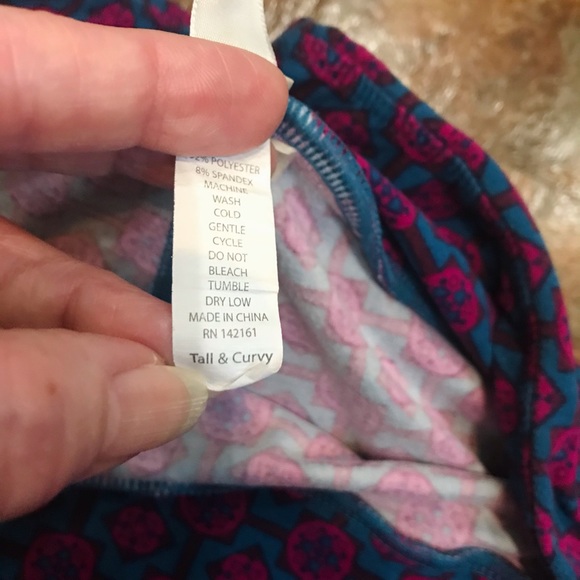 POLYESTER
8% SPANDEX
MACHINE
WASH
COLD
GENTLE
CYCLE
DO NOT
BLEACH
TUMBLE
DRY LOW
MADE IN CHINA
RN 142161
Tall & Curvy